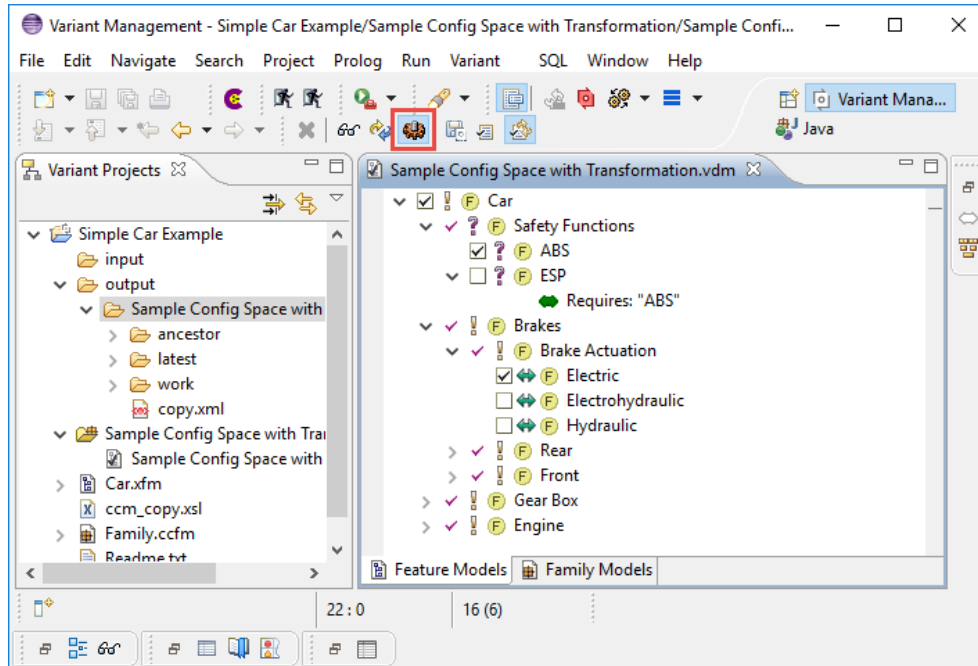 Variant Management - Simple Car Example/Sample Config Space with Transformation/Sample Confi...
File Edit Navigate Search Project Prolog Run Variant SQL Window Help
Variant Mana...
Java
Variant Projects
Simple Car Example
input
output
Sample Config Space with
ancestor
latest
work
copy.xml
Sample Config Space with Tra
Sample Config Space with
Car.xfm
ccm_copy.xsl
Family.ccfm
Readme.txt
Sample Config Space with Transformation.vdm
F Car
F Safety Functions
F ABS
F ESP
Requires: "ABS"
F Brakes
F Brake Actuation
F Electric
F Electrohydraulic
F Hydraulic
F Rear
F Front
F Gear Box
F Engine
Feature Models Family Models
22 : 0 16 (6)